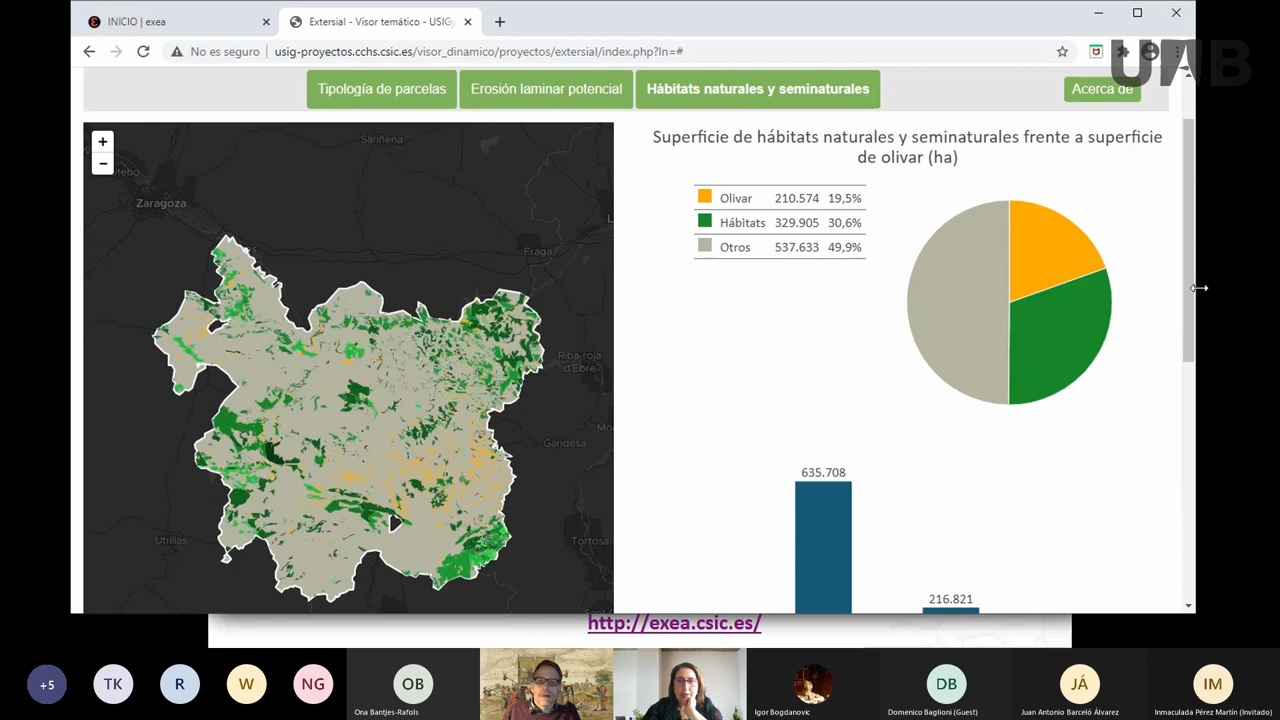 INICIO | exea
Extersial - Visor temático - USIG
No es seguro
usig-proyectos.cchs.csic.es/visor_dinamico/proyectos/extersial/index.php?ln=#
UAB
Tipología de parcelas
Erosión laminar potencial
Hábitats naturales y seminaturales
Acerca de
+
−
Sariñena
Zaragoza
Fraga
Riba-roja
d'Ebre
Gandesa
Utrillas
Tortosa
Superficie de hábitats naturales y seminaturales frente a superficie
de olivar (ha)
Olivar 210.574 19,5%
Hábitats 329.905 30,6%
Otros 537.633 49,9%
635.708
216.821
http://exea.csic.es/
+5
TK
R
W
NG
OB
DB
JÁ
IM
Ona Bantjes-Rafols
Igor Bogdanovic
Domenico Baglioni (Guest)
Juan Antonio Barceló Álvarez
Inmaculada Pérez Martín (Invitado)